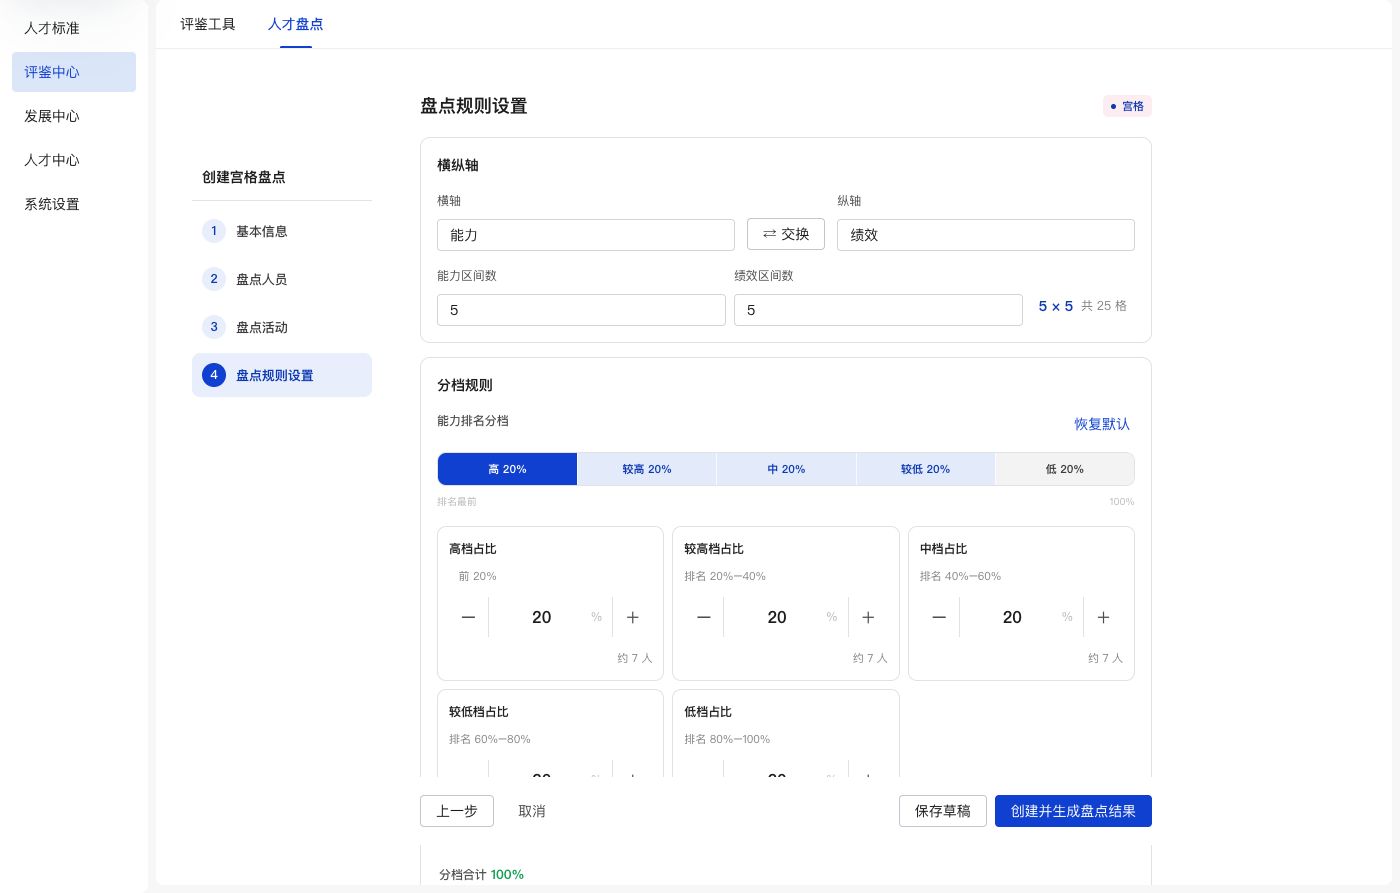 人才标准
评鉴中心
发展中心
人才中心
系统设置
评鉴工具 人才盘点
创建宫格盘点
1 基本信息
2 盘点人员
3 盘点活动
4 盘点规则设置
盘点规则设置
宫格
横纵轴
横轴 纵轴
能力 ⇄ 交换 绩效
能力区间数 绩效区间数
5 5 5 × 5 共 25 格
分档规则
能力排名分档 恢复默认
高 20% 较高 20% 中 20% 较低 20% 低 20%
排名最前 100%
高档占比 较高档占比 中档占比
前 20% 排名 20%—40% 排名 40%—60%
— 20 % + — 20 % + — 20 % +
约 7 人 约 7 人 约 7 人
较低档占比 低档占比
排名 60%—80% 排名 80%—100%
上一步 取消 保存草稿 创建并生成盘点结果
分档合计 100%